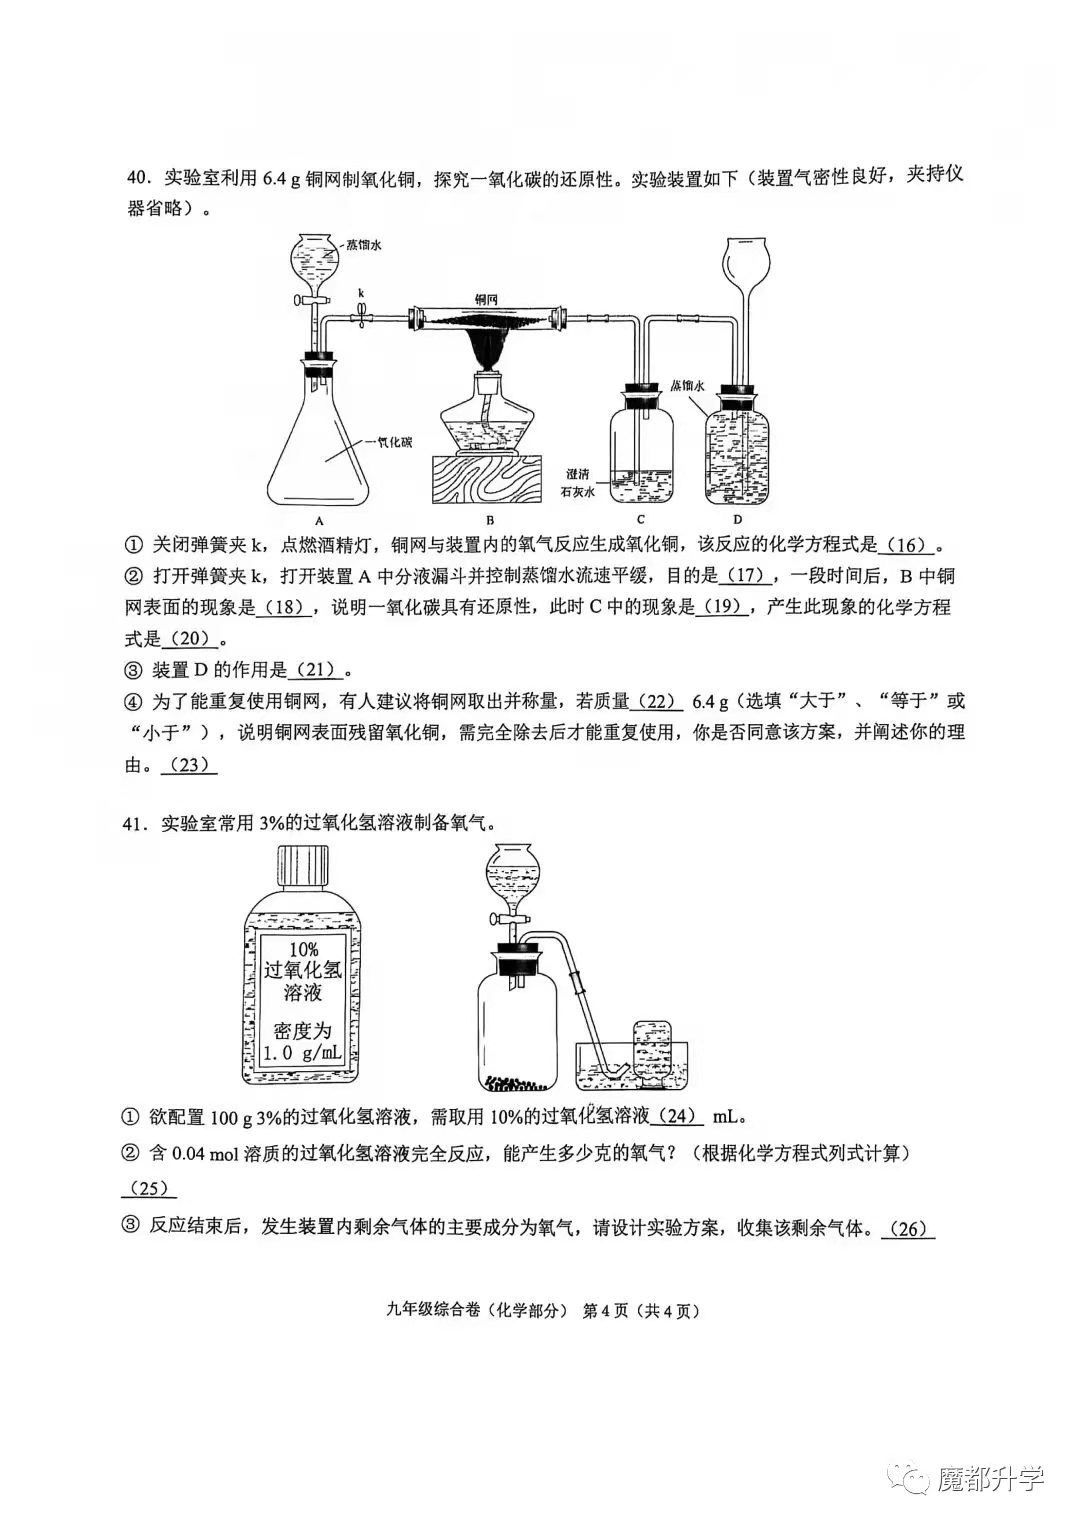 40．实验室利用 6.4 g 铜网制氧化铜，探究一氧化碳的还原性。实验装置如下（装置气密性良好，夹持仪
器省略）。
蒸馏水
k
铜网
蒸馏水
一氧化碳
澄清
石灰水
A
B
C
D
① 关闭弹簧夹 k，点燃酒精灯，铜网与装置内的氧气反应生成氧化铜，该反应的化学方程式是（16）。
② 打开弹簧夹 k，打开装置 A 中分液漏斗并控制蒸馏水流速平缓，目的是（17），一段时间后，B 中铜
网表面的现象是（18），说明一氧化碳具有还原性，此时 C 中的现象是（19），产生此现象的化学方程
式是（20）。
③ 装置 D 的作用是（21）。
④ 为了能重复使用铜网，有人建议将铜网取出并称量，若质量（22） 6.4 g（选填“大于”、“等于”或
“小于”），说明铜网表面残留氧化铜，需完全除去后才能重复使用，你是否同意该方案，并阐述你的理
由。（23）
41．实验室常用 3%的过氧化氢溶液制备氧气。
10%
过氧化氢
溶液
密度为
1.0 g/mL
① 欲配置 100 g 3%的过氧化氢溶液，需取用 10%的过氧化氢溶液（24） mL。
② 含 0.04 mol 溶质的过氧化氢溶液完全反应，能产生多少克的氧气？（根据化学方程式列式计算）
（25）
③ 反应结束后，发生装置内剩余气体的主要成分为氧气，请设计实验方案，收集该剩余气体。（26）
九年级综合卷（化学部分） 第 4 页（共 4 页）
魔都升学